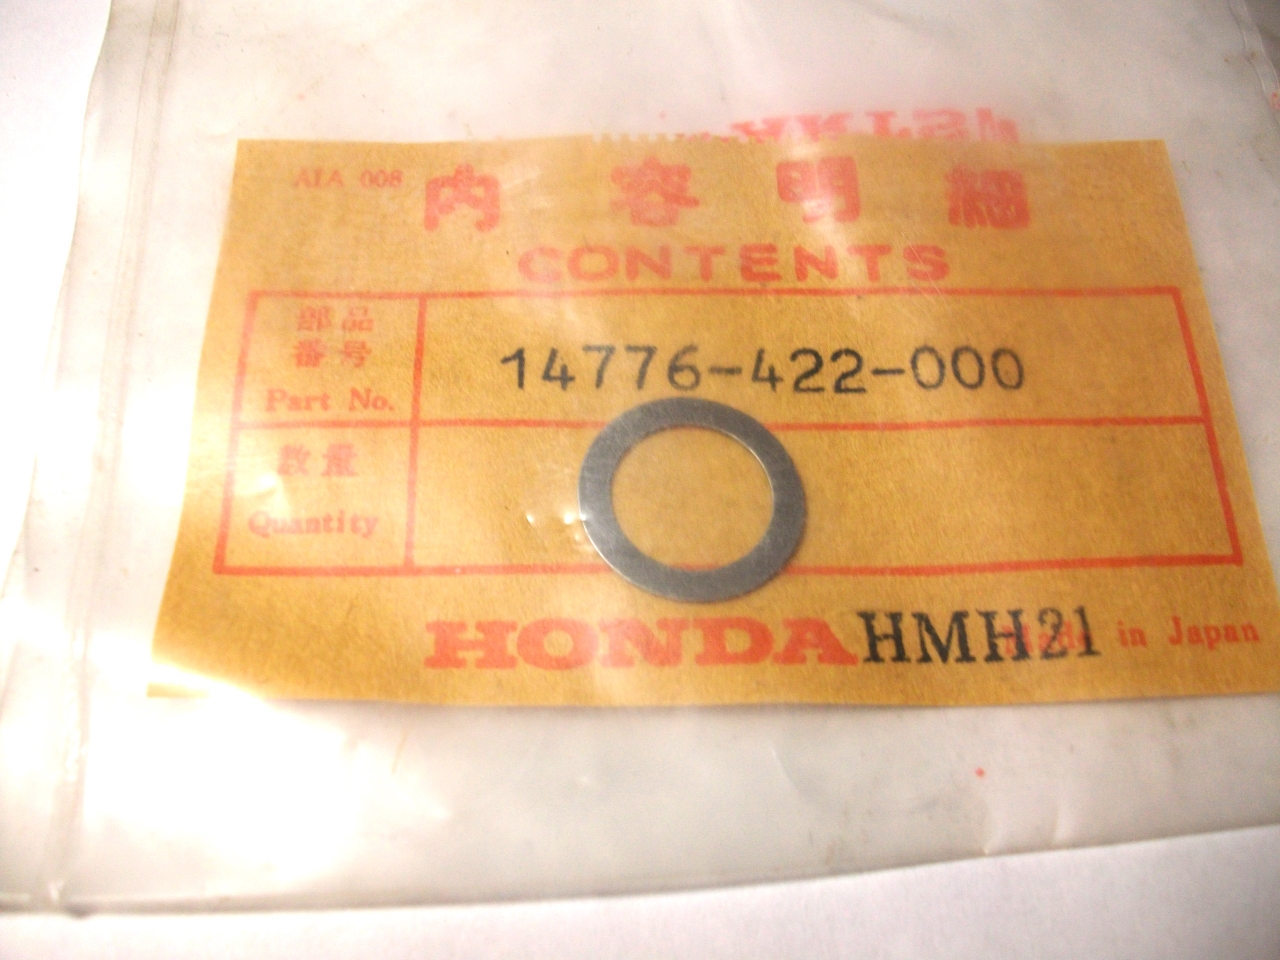 AIA 008
内容明細
CONTENTS
部品
番号
Part No.
14776-422-000
数量
Quantity
HONDA HMH21 Made in Japan